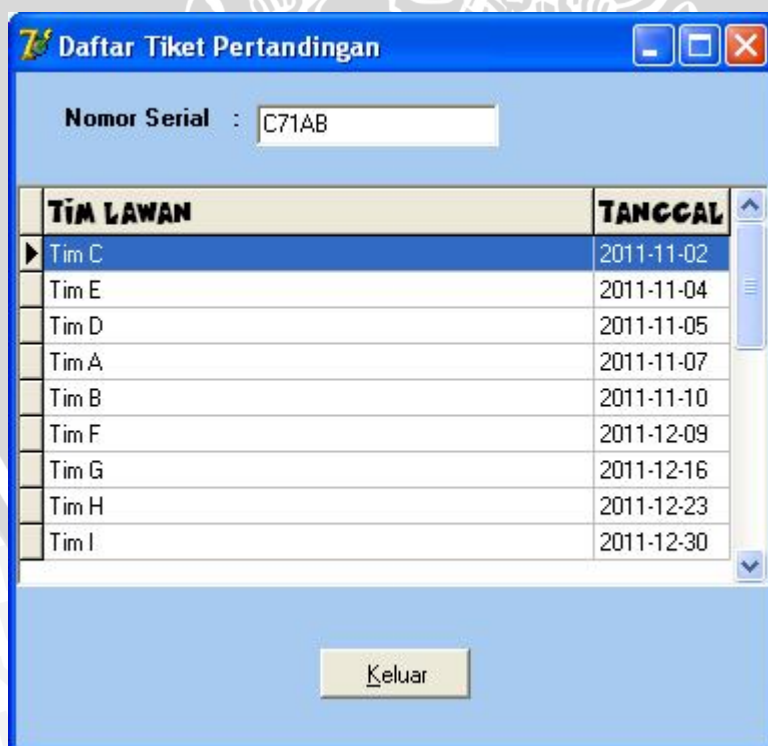 Daftar Tiket Pertandingan
Nomor Serial : C71AB
TiM LAWAN TANGGAL
Tim C 2011-11-02
Tim E 2011-11-04
Tim D 2011-11-05
Tim A 2011-11-07
Tim B 2011-11-10
Tim F 2011-12-09
Tim G 2011-12-16
Tim H 2011-12-23
Tim I 2011-12-30
Keluar